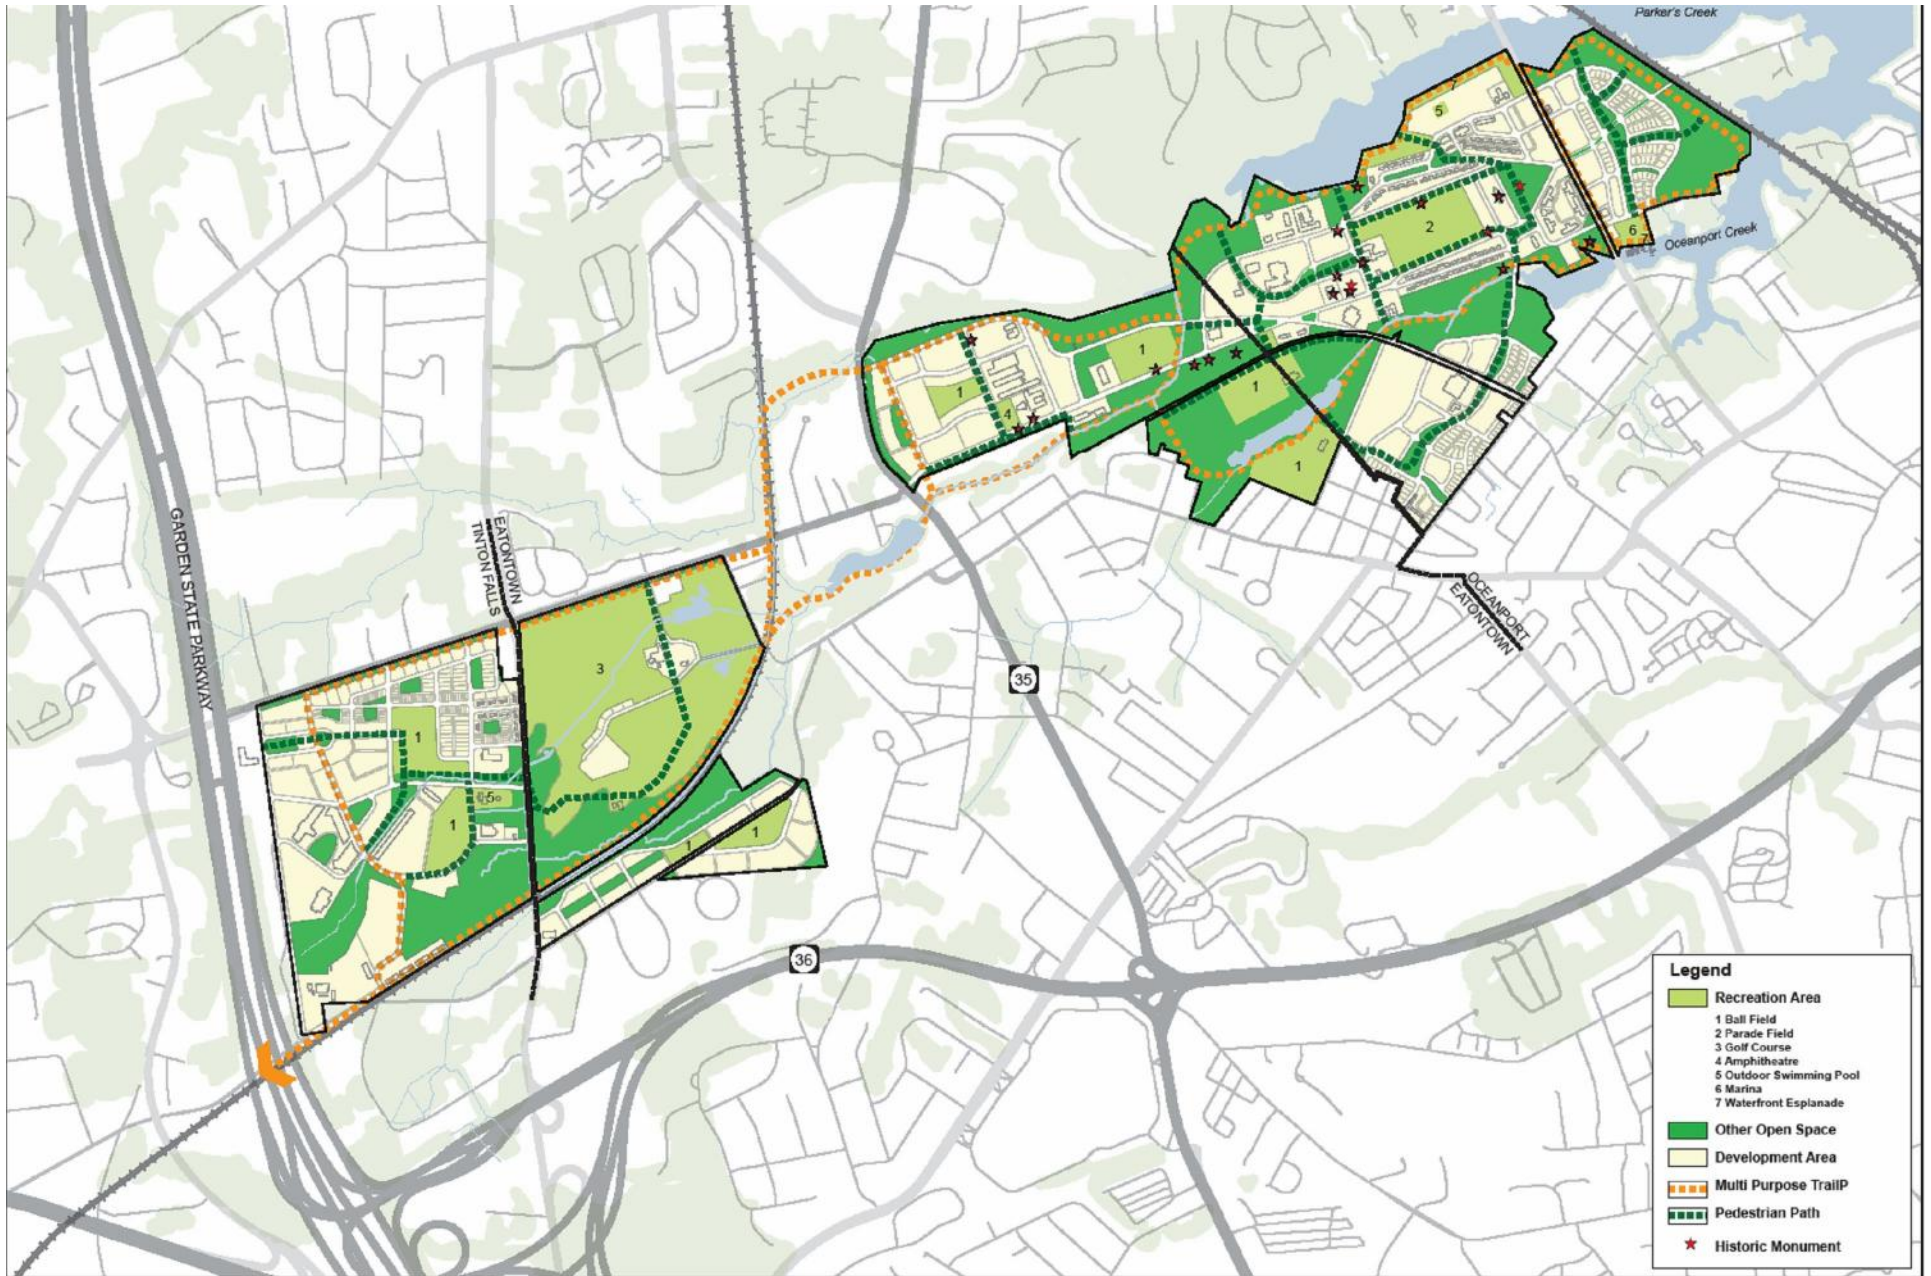 Parker's Creek
5
2
6
7
Oceanport Creek
1
1
4
1
1
GARDEN STATE PARKWAY
EATONTOWN
TINTON FALLS
OCEANPORT
EATONTOWN
3
35
1
5
1
1
1
36
Legend
Recreation Area
1 Ball Field
2 Parade Field
3 Golf Course
4 Amphitheatre
5 Outdoor Swimming Pool
6 Marina
7 Waterfront Esplanade
Other Open Space
Development Area
Multi Purpose TrailP
Pedestrian Path
Historic Monument